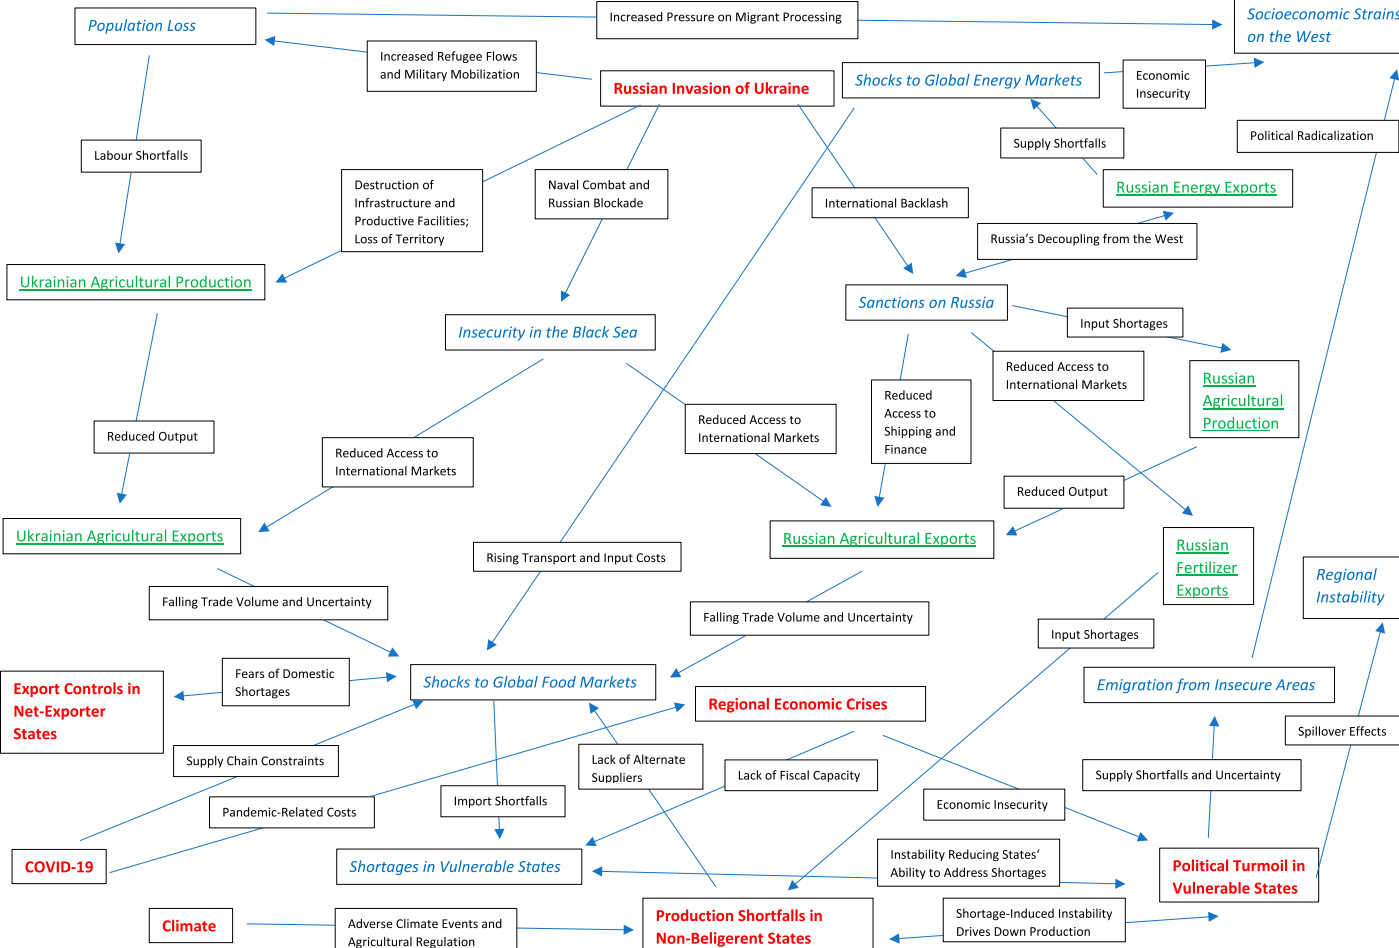 Population Loss
Increased Pressure on Migrant Processing
Socioeconomic Strains
on the West
Increased Refugee Flows
and Military Mobilization
Russian Invasion of Ukraine
Shocks to Global Energy Markets
Economic
Insecurity
Political Radicalization
Supply Shortfalls
Labour Shortfalls
Destruction of
Infrastructure and
Productive Facilities;
Loss of Territory
Naval Combat and
Russian Blockade
International Backlash
Russian Energy Exports
Russia’s Decoupling from the West
Ukrainian Agricultural Production
Insecurity in the Black Sea
Sanctions on Russia
Input Shortages
Reduced Access to
International Markets
Russian
Agricultural
Production
Reduced
Access to
Shipping and
Finance
Reduced Access to
International Markets
Reduced Output
Reduced Access to
International Markets
Reduced Output
Ukrainian Agricultural Exports
Russian Agricultural Exports
Russian
Fertilizer
Exports
Rising Transport and Input Costs
Regional
Instability
Falling Trade Volume and Uncertainty
Falling Trade Volume and Uncertainty
Input Shortages
Export Controls in
Net-Exporter
States
Fears of Domestic
Shortages
Shocks to Global Food Markets
Regional Economic Crises
Emigration from Insecure Areas
Spillover Effects
Supply Chain Constraints
Lack of Alternate
Suppliers
Lack of Fiscal Capacity
Supply Shortfalls and Uncertainty
Pandemic-Related Costs
Import Shortfalls
Economic Insecurity
COVID-19
Shortages in Vulnerable States
Instability Reducing States‘
Ability to Address Shortages
Political Turmoil in
Vulnerable States
Climate
Adverse Climate Events and
Agricultural Regulation
Production Shortfalls in
Non-Beligerent States
Shortage-Induced Instability
Drives Down Production